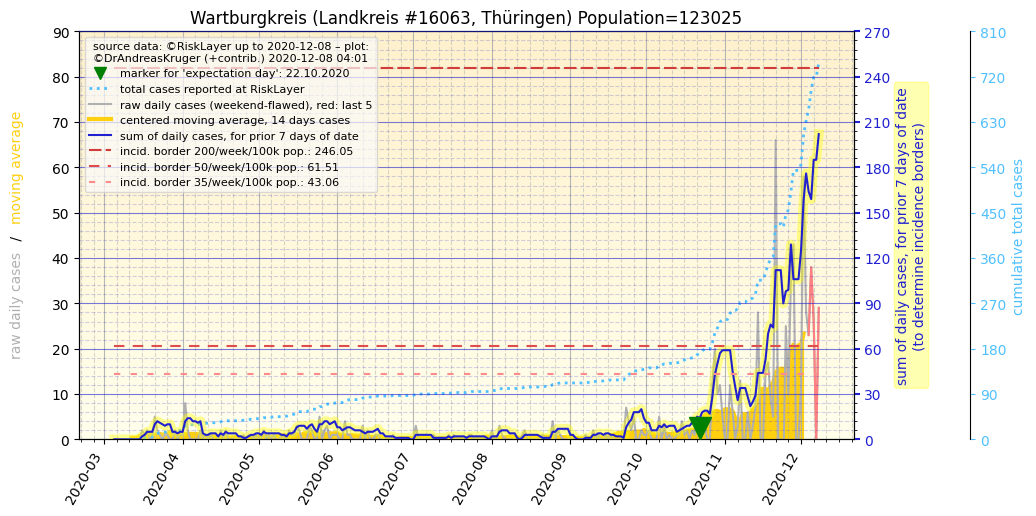 Wartburgkreis (Landkreis #16063, Thüringen) Population=123025
source data: ©RiskLayer up to 2020-12-08 – plot:
©DrAndreasKruger (+contrib.) 2020-12-08 04:01
marker for 'expectation day': 22.10.2020
total cases reported at RiskLayer
raw daily cases (weekend-flawed), red: last 5
centered moving average, 14 days cases
sum of daily cases, for prior 7 days of date
incid. border 200/week/100k pop.: 246.05
incid. border 50/week/100k pop.: 61.51
incid. border 35/week/100k pop.: 43.06
raw daily cases / moving average
90
80
70
60
50
40
30
20
10
0
2020-03
2020-04
2020-05
2020-06
2020-07
2020-08
2020-09
2020-10
2020-11
2020-12
270
240
210
180
150
120
90
60
30
0
sum of daily cases, for prior 7 days of date
(to determine incidence borders)
810
720
630
540
450
360
270
180
90
0
cumulative total cases